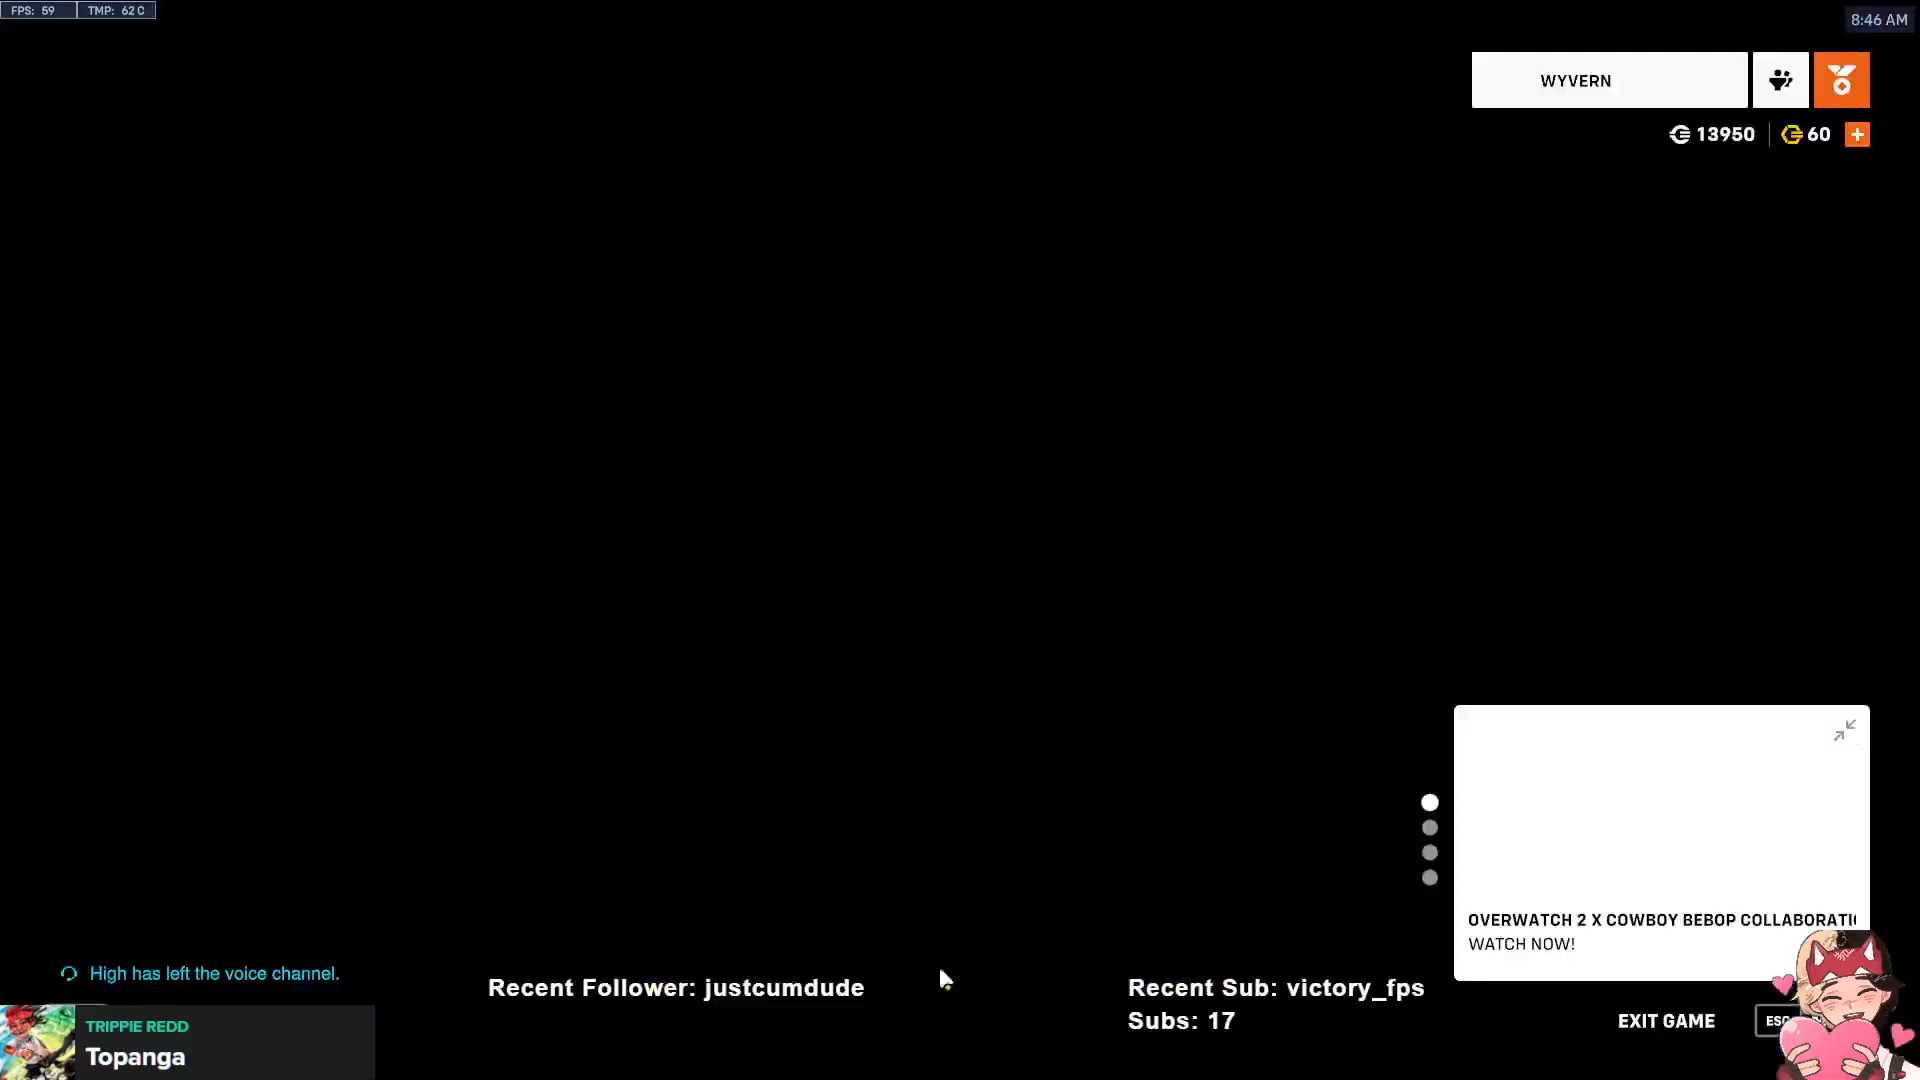 FPS: 59 TMP: 62 C
8:46 AM
WYVERN
13950 60
OVERWATCH 2 X COWBOY BEBOP
WATCH NOW!
High has left the voice channel.
Recent Follower: justcumdude
Recent Sub: victory_fps
Subs: 17
EXIT GAME
TRIPPIE REDD
Topanga